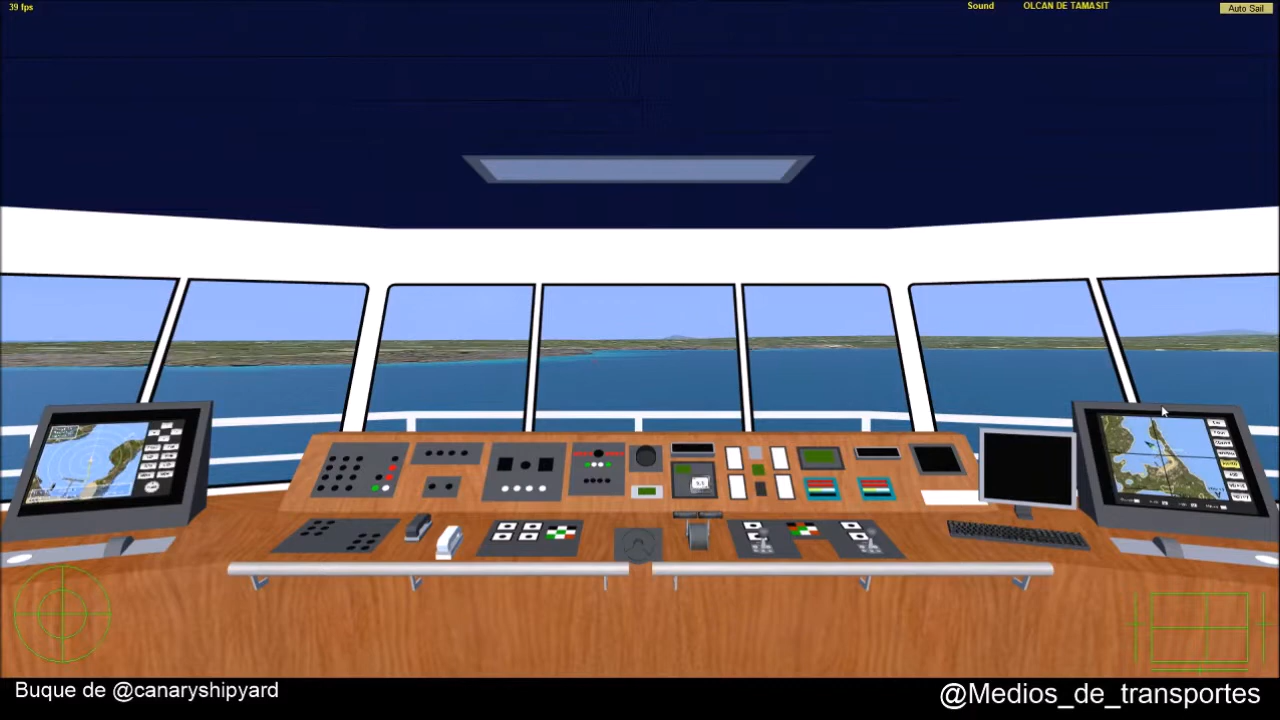 39 fps
Sound
OLCAN DE TAMASIT
Auto Sail
Buque de @canaryshipyard
@Medios_de_transportes